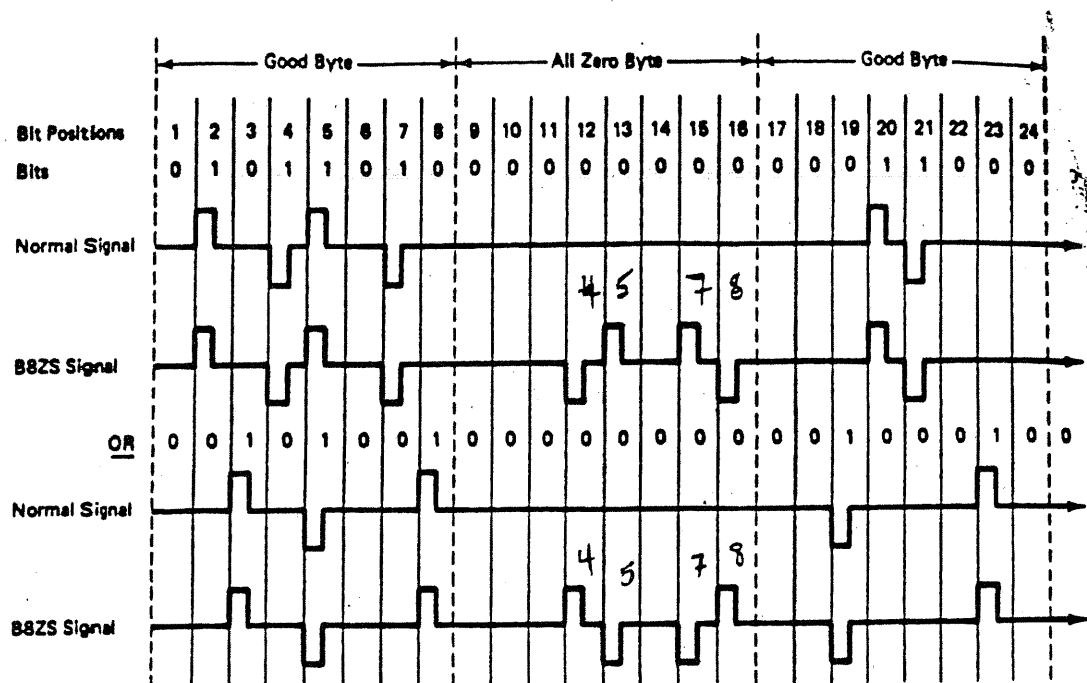 Good Byte All Zero Byte Good Byte
Bit Positions 1 2 3 4 5 6 7 8 9 10 11 12 13 14 15 16 17 18 19 20 21 22 23 24
Bits 0 1 0 1 1 0 1 0 0 0 0 0 0 0 0 0 0 0 0 1 1 0 0 0
Normal Signal
4 5 7 8
B8ZS Signal
OR 0 0 1 0 1 0 0 1 0 0 0 0 0 0 0 0 0 0 1 0 0 0 1 0 0
Normal Signal
4 5 7 8
B8ZS Signal